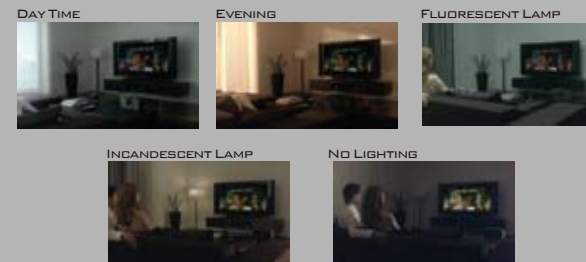 Day Time
Evening
Fluorescent Lamp
Incandescent Lamp
No Lighting